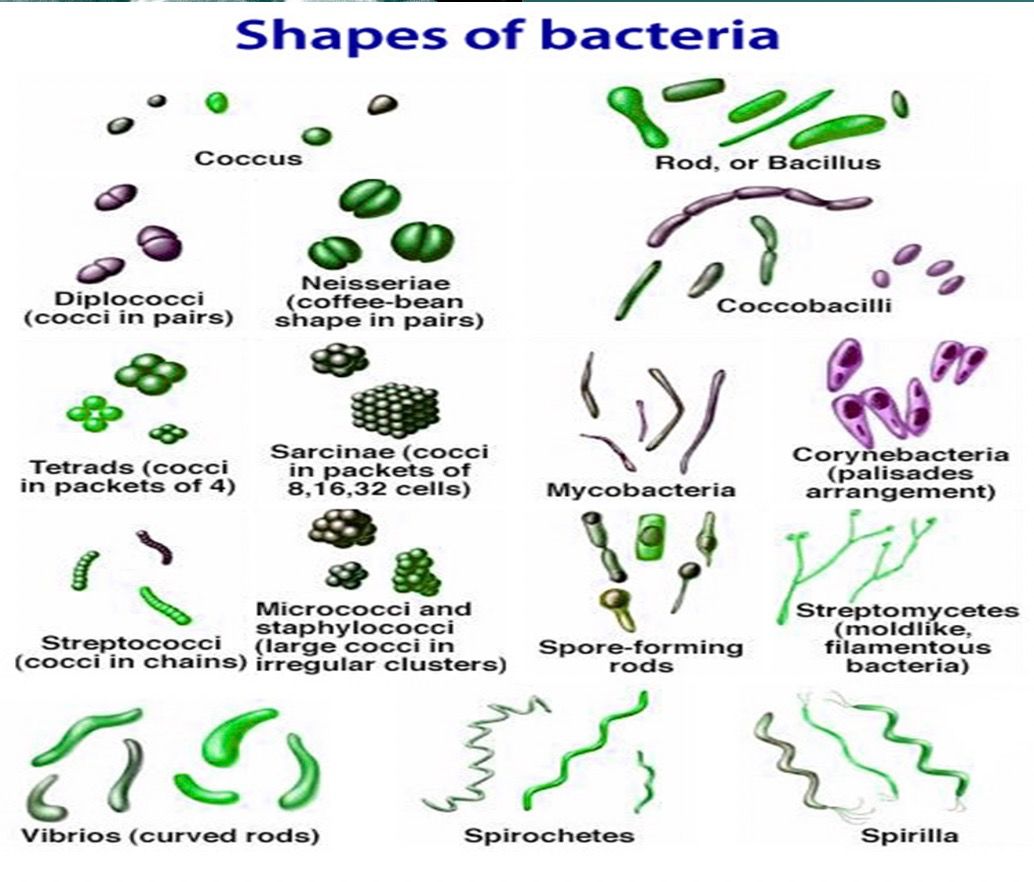 Shapes of bacteria
Coccus
Rod, or Bacillus
Diplococci
(cocci in pairs)
Neisseriae
(coffee-bean
shape in pairs)
Coccobacilli
Tetrads (cocci
in packets of 4)
Sarcinae (cocci
in packets of
8,16,32 cells)
Mycobacteria
Corynebacteria
(palisades
arrangement)
Streptococci
(cocci in chains)
Micrococci and
staphylococci
(large cocci in
irregular clusters)
Spore-forming
rods
Streptomycetes
(moldlike,
filamentous
bacteria)
Vibrios (curved rods)
Spirochetes
Spirilla